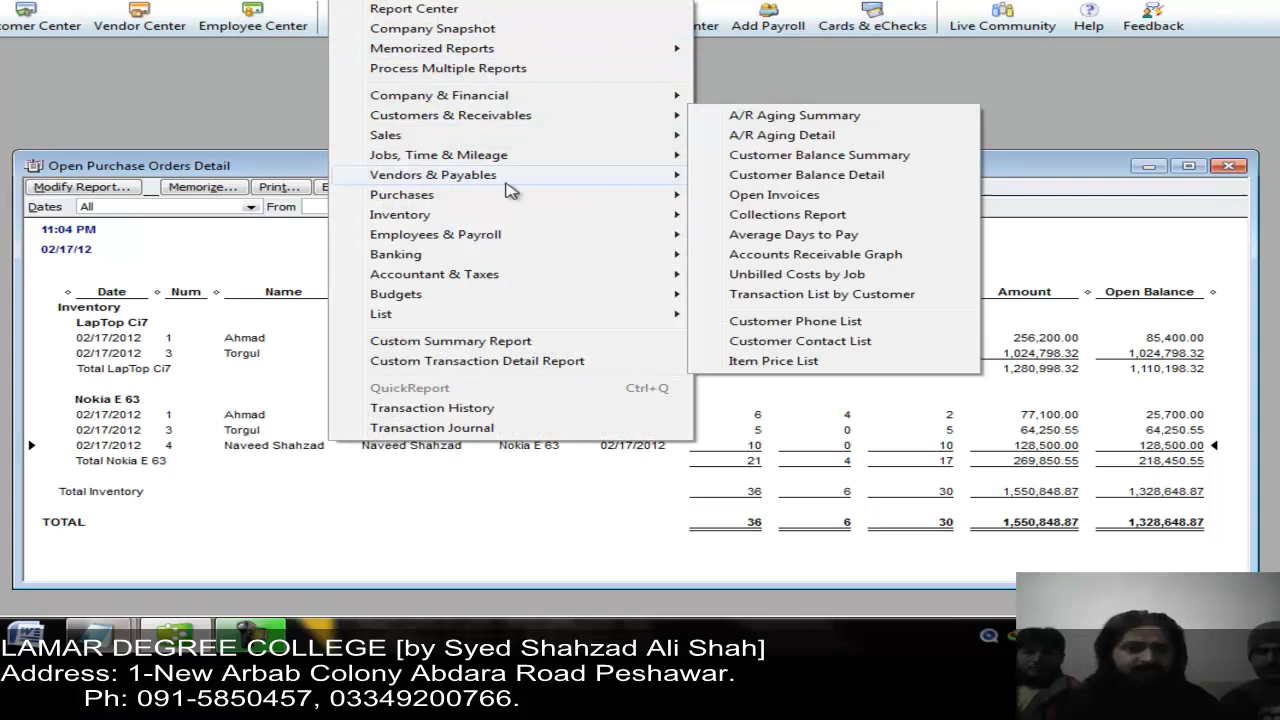 omer Center Vendor Center Employee Center nter Add Payroll Cards & eChecks Live Community Help Feedback
Report Center
Company Snapshot
Memorized Reports
Process Multiple Reports
Company & Financial
Customers & Receivables
Sales
Jobs, Time & Mileage
Vendors & Payables
Purchases
Inventory
Employees & Payroll
Banking
Accountant & Taxes
Budgets
List
Custom Summary Report
Custom Transaction Detail Report
QuickReport Ctrl+Q
Transaction History
Transaction Journal
A/R Aging Summary
A/R Aging Detail
Customer Balance Summary
Customer Balance Detail
Open Invoices
Collections Report
Average Days to Pay
Accounts Receivable Graph
Unbilled Costs by Job
Transaction List by Customer
Customer Phone List
Customer Contact List
Item Price List
Open Purchase Orders Detail
Modify Report... Memorize... Print... E
Dates All From
11:04 PM
02/17/12
Date Num Name Amount Open Balance
Inventory
LapTop Ci7
02/17/2012 1 Ahmad 256,200.00 85,400.00
02/17/2012 3 Torgul 1,024,798.32 1,024,798.32
Total LapTop Ci7 1,280,998.32 1,110,198.32
Nokia E 63
02/17/2012 1 Ahmad 6 4 2 77,100.00 25,700.00
02/17/2012 3 Torgul 5 0 5 64,250.55 64,250.55
02/17/2012 4 Naveed Shahzad Naveed Shahzad Nokia E 63 02/17/2012 10 0 10 128,500.00 128,500.00
Total Nokia E 63 21 4 17 269,850.55 218,450.55
Total Inventory 36 6 30 1,550,848.87 1,328,648.87
TOTAL 36 6 30 1,550,848.87 1,328,648.87
LAMAR DEGREE COLLEGE [by Syed Shahzad Ali Shah]
Address: 1-New Arbab Colony Abdara Road Peshawar.
Ph: 091-5850457, 03349200766.